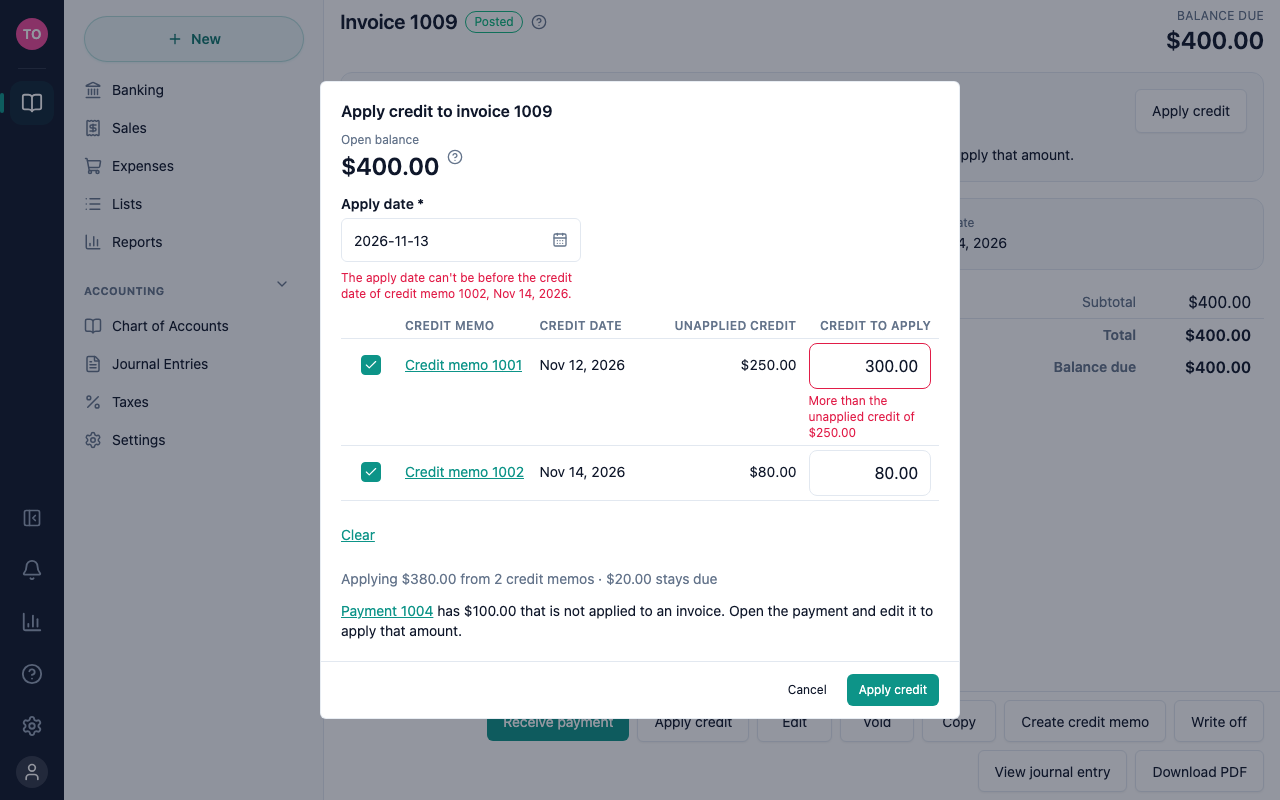 TO
New
Banking
Sales
Expenses
Lists
Reports
ACCOUNTING
Chart of Accounts
Journal Entries
Taxes
Settings
Invoice 1009 Posted
BALANCE DUE
$400.00
Apply credit
pply that amount.
ate
4, 2026
Subtotal $400.00
Total $400.00
Balance due $400.00
Apply credit to invoice 1009
Open balance
$400.00
Apply date *
2026-11-13
The apply date can't be before the credit
date of credit memo 1002, Nov 14, 2026.
CREDIT MEMO CREDIT DATE UNAPPLIED CREDIT CREDIT TO APPLY
Credit memo 1001 Nov 12, 2026 $250.00 300.00
More than the
unapplied credit of
$250.00
Credit memo 1002 Nov 14, 2026 $80.00 80.00
Clear
Applying $380.00 from 2 credit memos · $20.00 stays due
Payment 1004 has $100.00 that is not applied to an invoice. Open the payment and edit it to
apply that amount.
Cancel Apply credit
Receive payment Apply credit Edit Void Copy Create credit memo Write off
View journal entry Download PDF